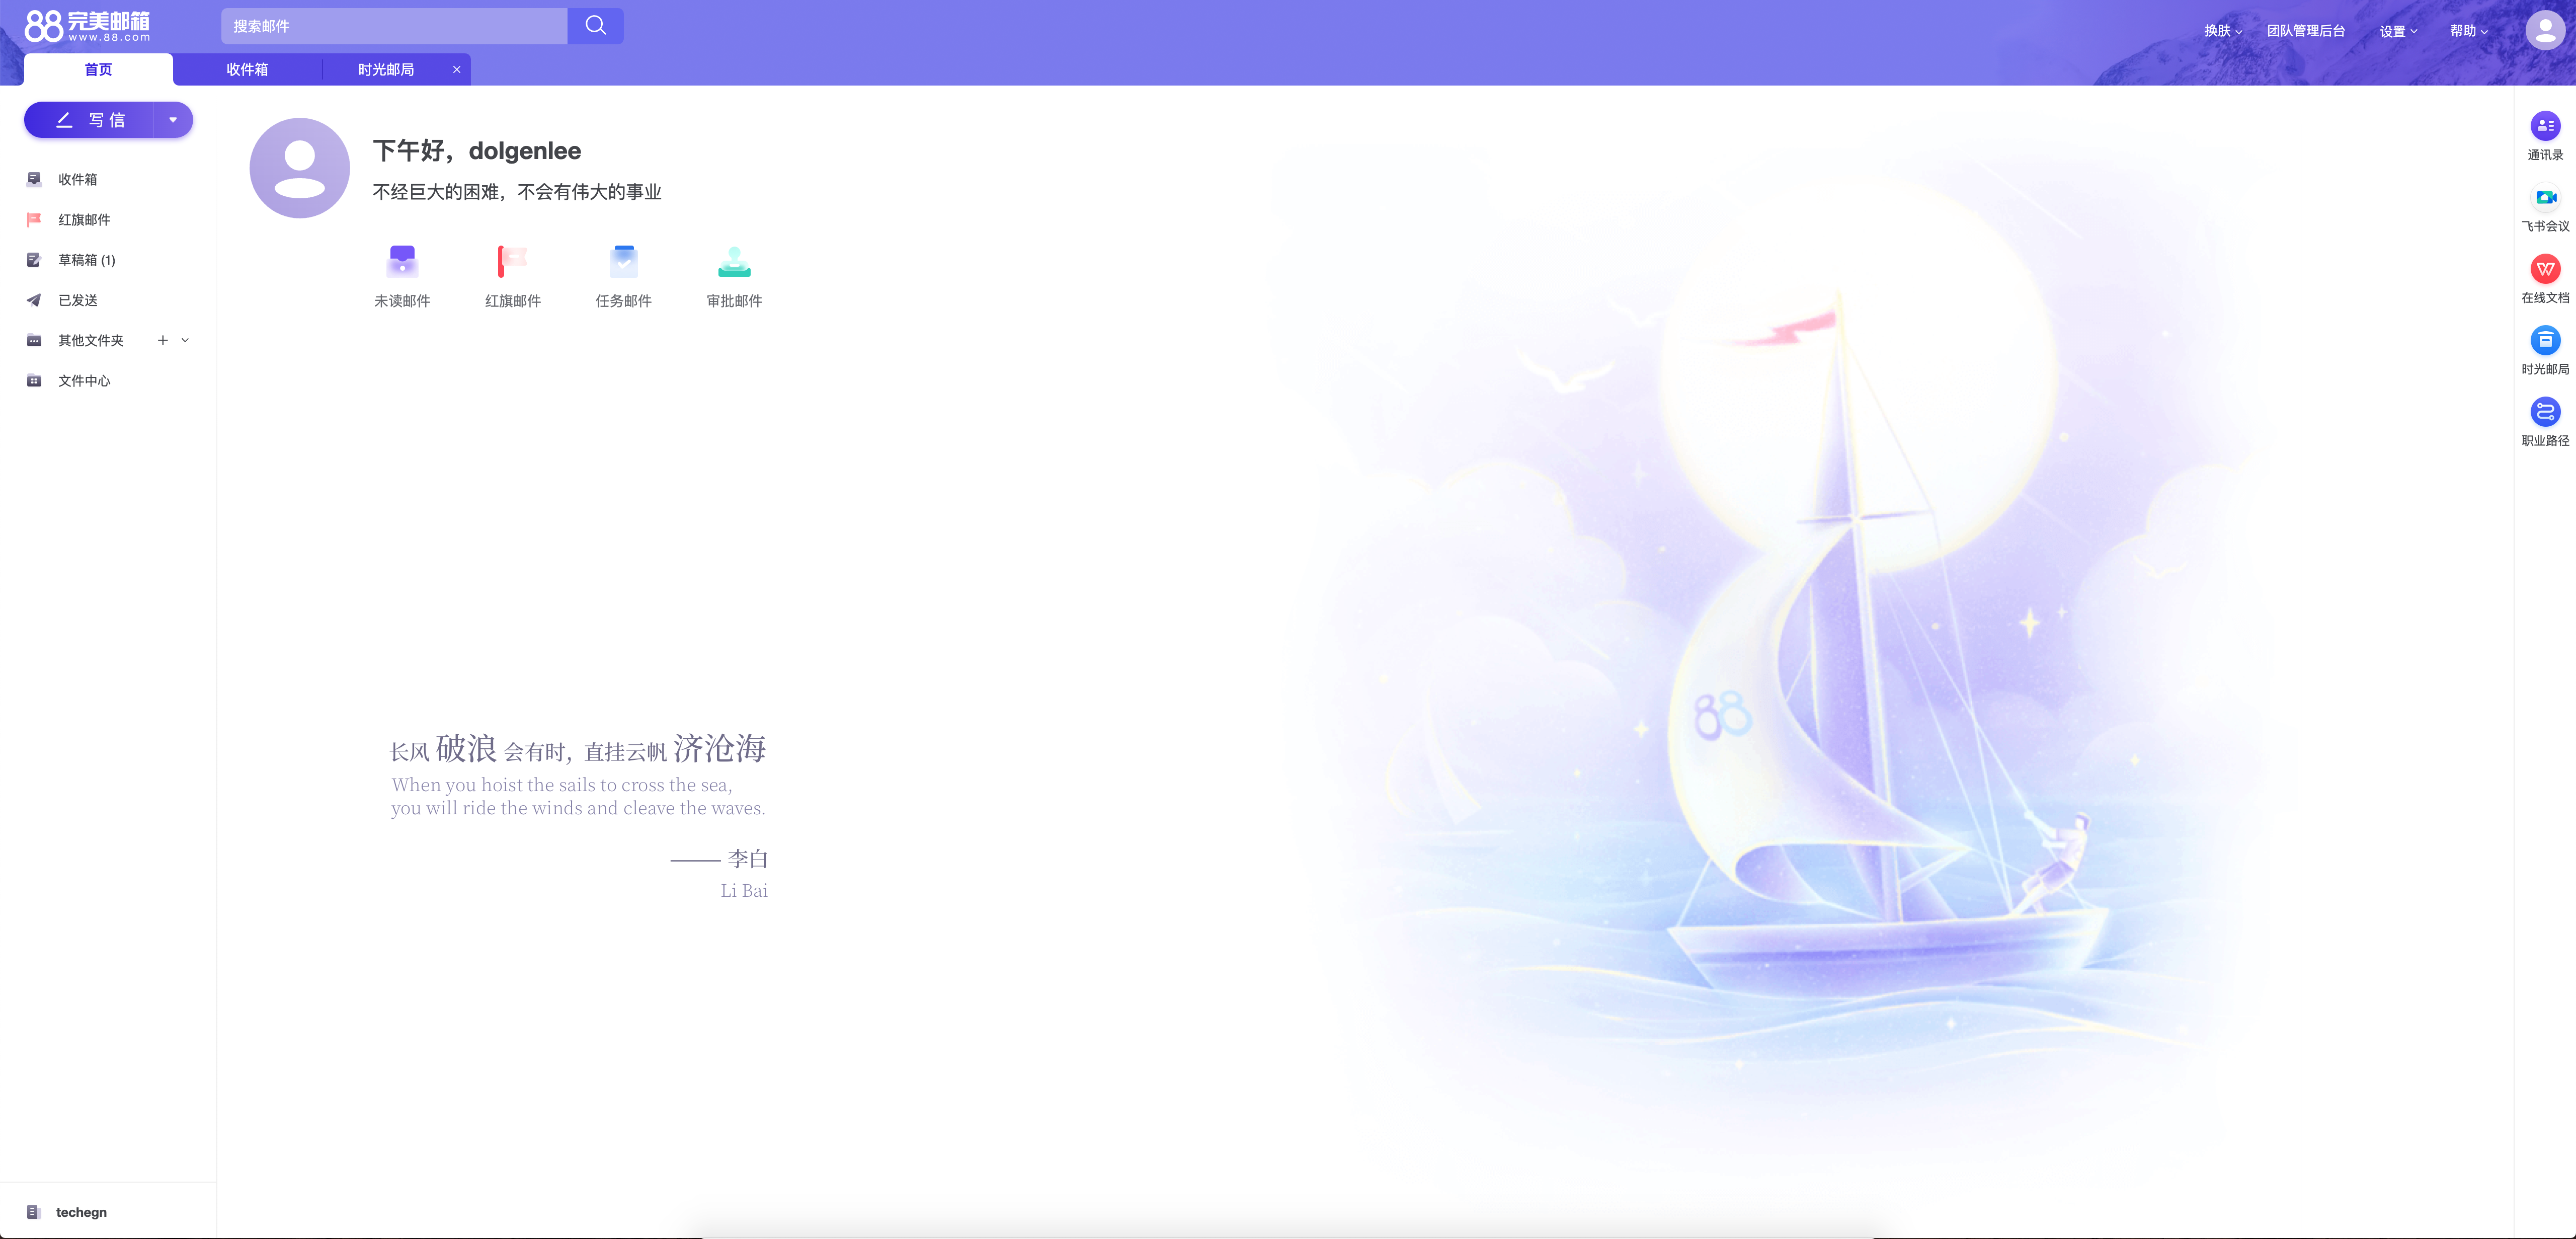 88 完美邮箱
www.88.com
搜索邮件
换肤
团队管理后台
设置
帮助
首页
收件箱
时光邮局
写 信
收件箱
红旗邮件
草稿箱 (1)
已发送
其他文件夹
文件中心
下午好，dolgenlee
不经巨大的困难，不会有伟大的事业
未读邮件
红旗邮件
任务邮件
审批邮件
长风 破浪 会有时，直挂云帆 济沧海
When you hoist the sails to cross the sea,
you will ride the winds and cleave the waves.
—— 李白
Li Bai
88
通讯录
飞书会议
在线文档
时光邮局
职业路径
techegn